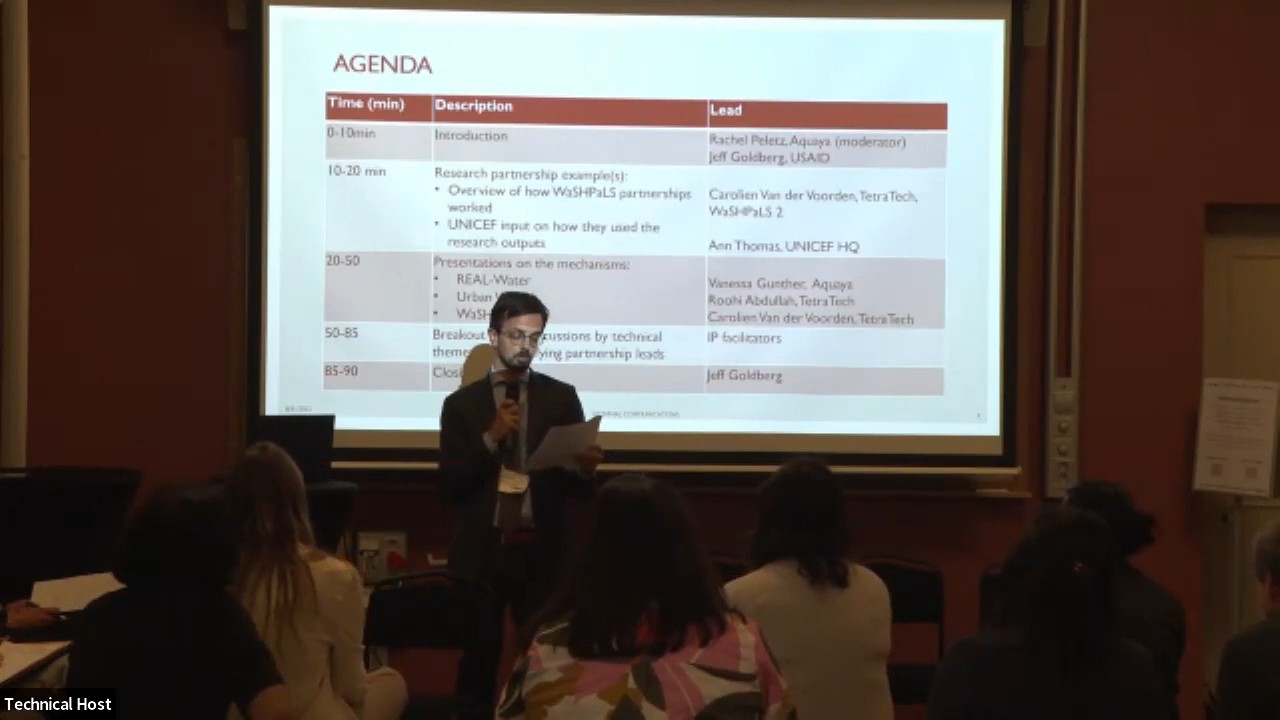 AGENDA
Time (min) Description Lead
0-10min Introduction Rachel Peletz, Aquaya (moderator)
Jeff Goldberg, USAID
10-20 min Research partnership example(s):
• Overview of how WaSHPaLS partnerships Carolien Van der Voorden, TetraTech,
worked WaSHPaLS 2
• UNICEF input on how they used the
research outputs Ann Thomas, UNICEF HQ
20-50 Presentations on the mechanisms:
• REAL-Water Vanessa Gunther, Aquaya
• Urban Roohi Abdullah, TetraTech
• WaSH Carolien Van der Voorden, TetraTech
50-85 Breakout cussions by technical IP facilitators
theme ying partnership leads
85-90 Closi Jeff Goldberg
COMMUNICATIONS
Technical Host